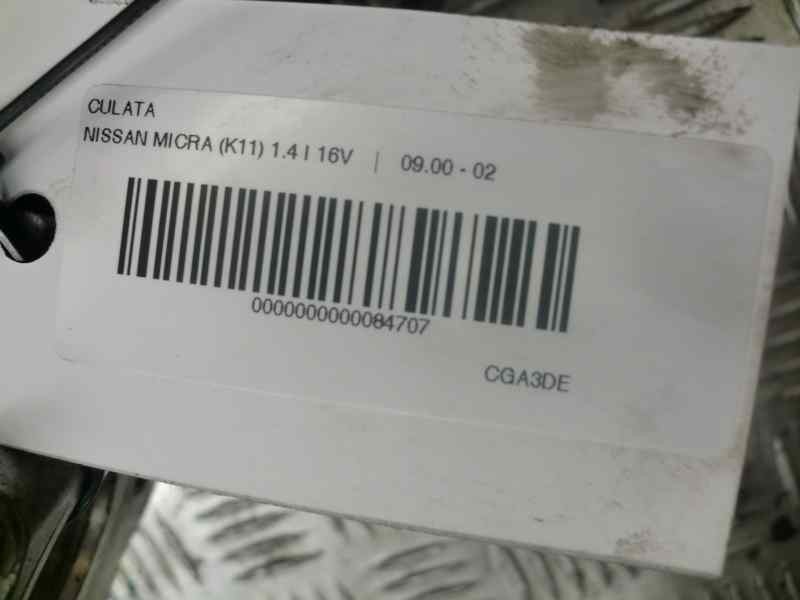 CULATA
NISSAN MICRA (K11) 1.4 I 16V | 09.00 - 02
0000000000084707
CGA3DE